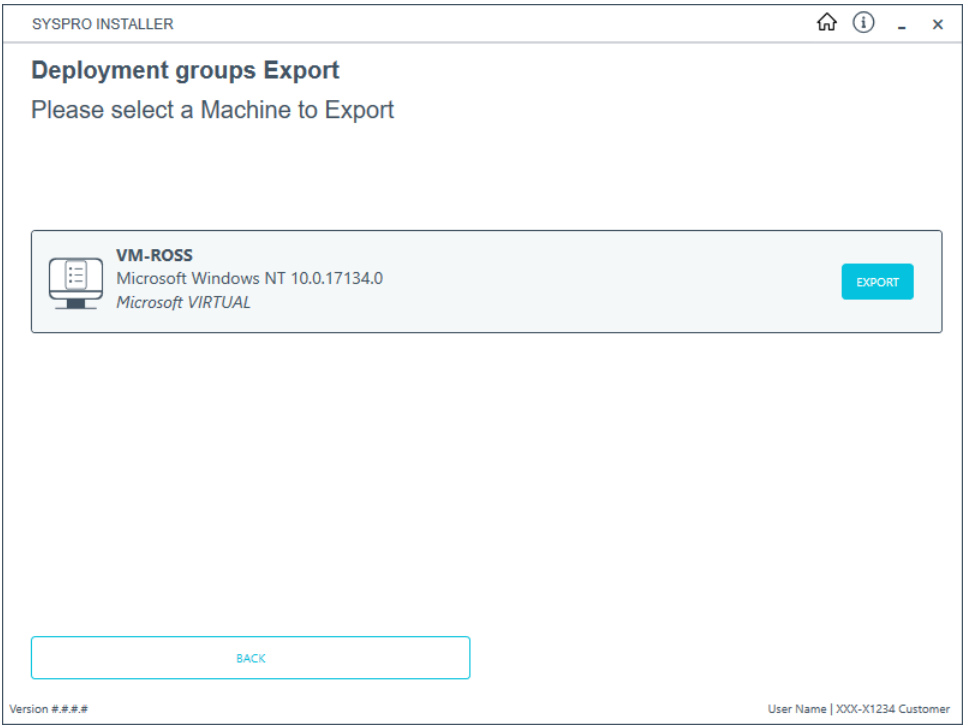 SYSPRO INSTALLER
Deployment groups Export
Please select a Machine to Export
VM-ROSS
Microsoft Windows NT 10.0.17134.0
Microsoft VIRTUAL
EXPORT
BACK
Version #.#.#.#
User Name | XXX-X1234 Customer